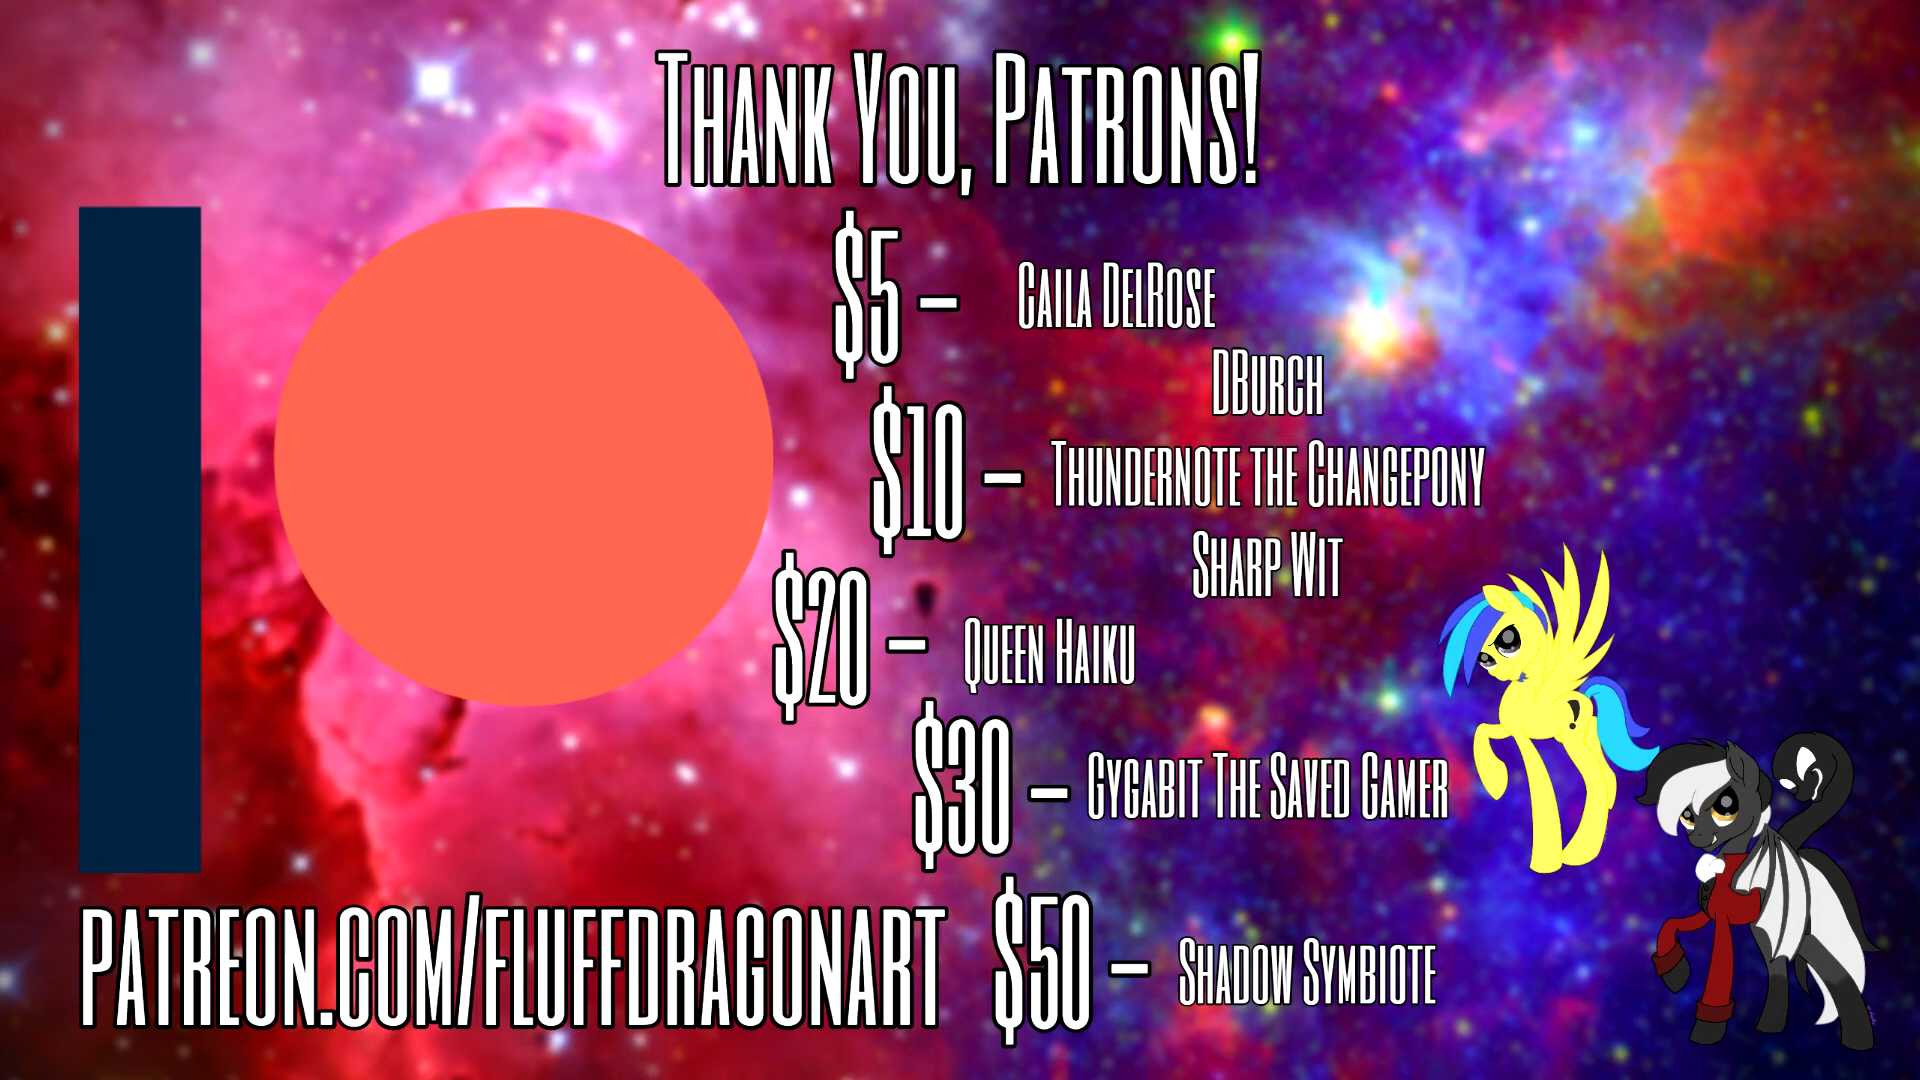 Thank You, Patrons!
$5 – Caila DelRose
DBurch
$10 – Thundernote the Changepony
Sharp Wit
$20 – Queen Haiku
$30 – Gygabit The Saved Gamer
patreon.com/fluffdragonart
$50 – Shadow Symbiote